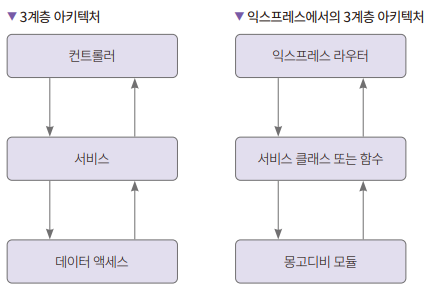 ▼ 3계층 아키텍처
컨트롤러
서비스
데이터 액세스
▼ 익스프레스에서의 3계층 아키텍처
익스프레스 라우터
서비스 클래스 또는 함수
몽고디비 모듈